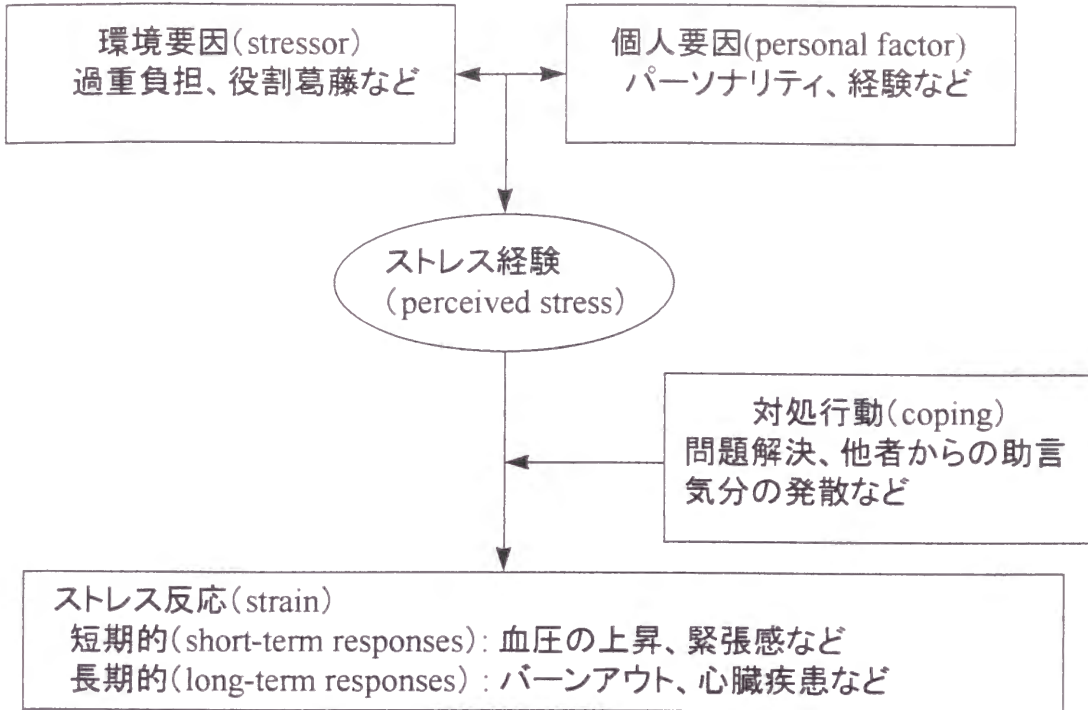 環境要因(stressor)
過重負担、役割葛藤など
個人要因(personal factor)
パーソナリティ、経験など
ストレス経験
(perceived stress)
対処行動(coping)
問題解決、他者からの助言
気分の発散など
ストレス反応(strain)
短期的(short-term responses): 血圧の上昇、緊張感など
長期的(long-term responses) : バーンアウト、心臓疾患など